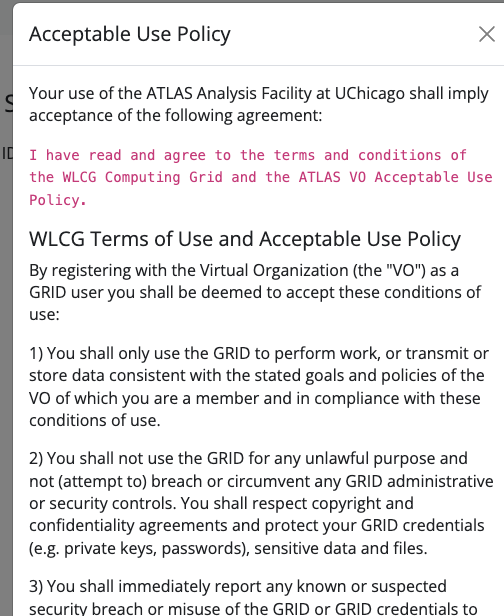 Acceptable Use Policy
Your use of the ATLAS Analysis Facility at UChicago shall imply
acceptance of the following agreement:
I have read and agree to the terms and conditions of
the WLCG Computing Grid and the ATLAS VO Acceptable Use
Policy.
WLCG Terms of Use and Acceptable Use Policy
By registering with the Virtual Organization (the "VO") as a
GRID user you shall be deemed to accept these conditions of
use:
1) You shall only use the GRID to perform work, or transmit or
store data consistent with the stated goals and policies of the
VO of which you are a member and in compliance with these
conditions of use.
2) You shall not use the GRID for any unlawful purpose and
not (attempt to) breach or circumvent any GRID administrative
or security controls. You shall respect copyright and
confidentiality agreements and protect your GRID credentials
(e.g. private keys, passwords), sensitive data and files.
3) You shall immediately report any known or suspected
security breach or misuse of the GRID or GRID credentials to